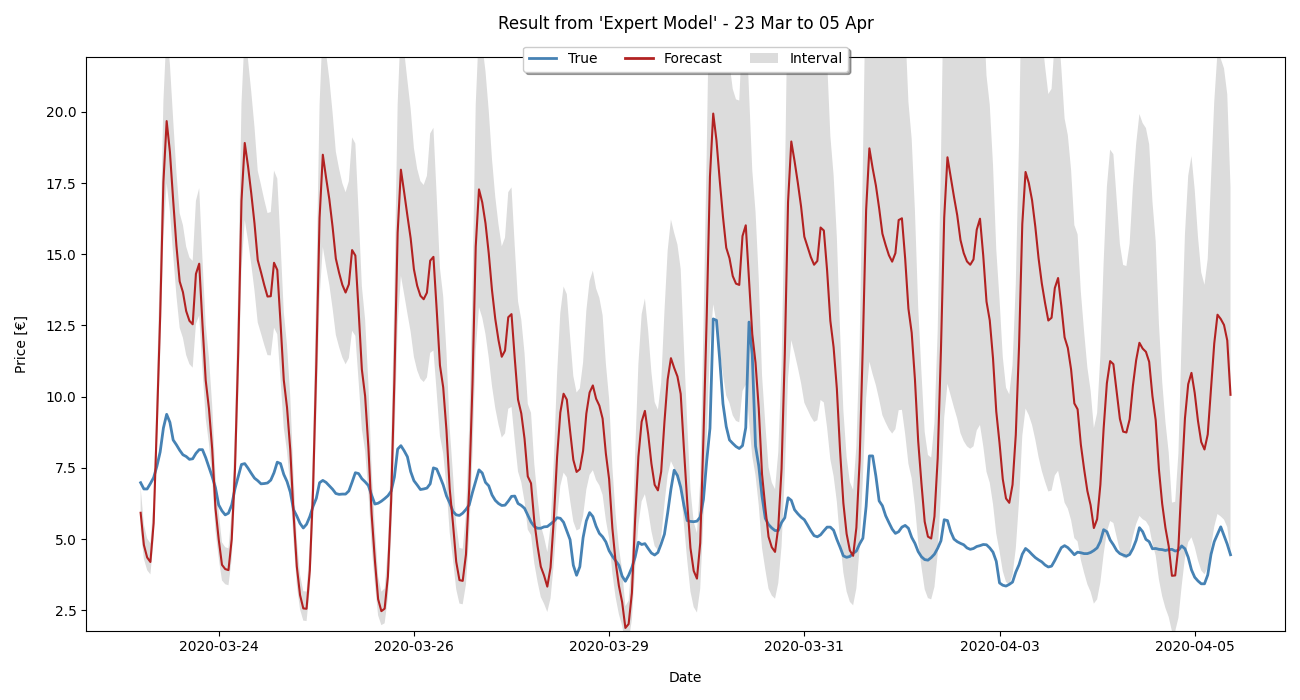 Result from 'Expert Model' - 23 Mar to 05 Apr
True Forecast Interval
20.0
17.5
15.0
12.5
10.0
7.5
5.0
2.5
Price [€]
2020-03-24 2020-03-26 2020-03-29 2020-03-31 2020-04-03 2020-04-05
Date